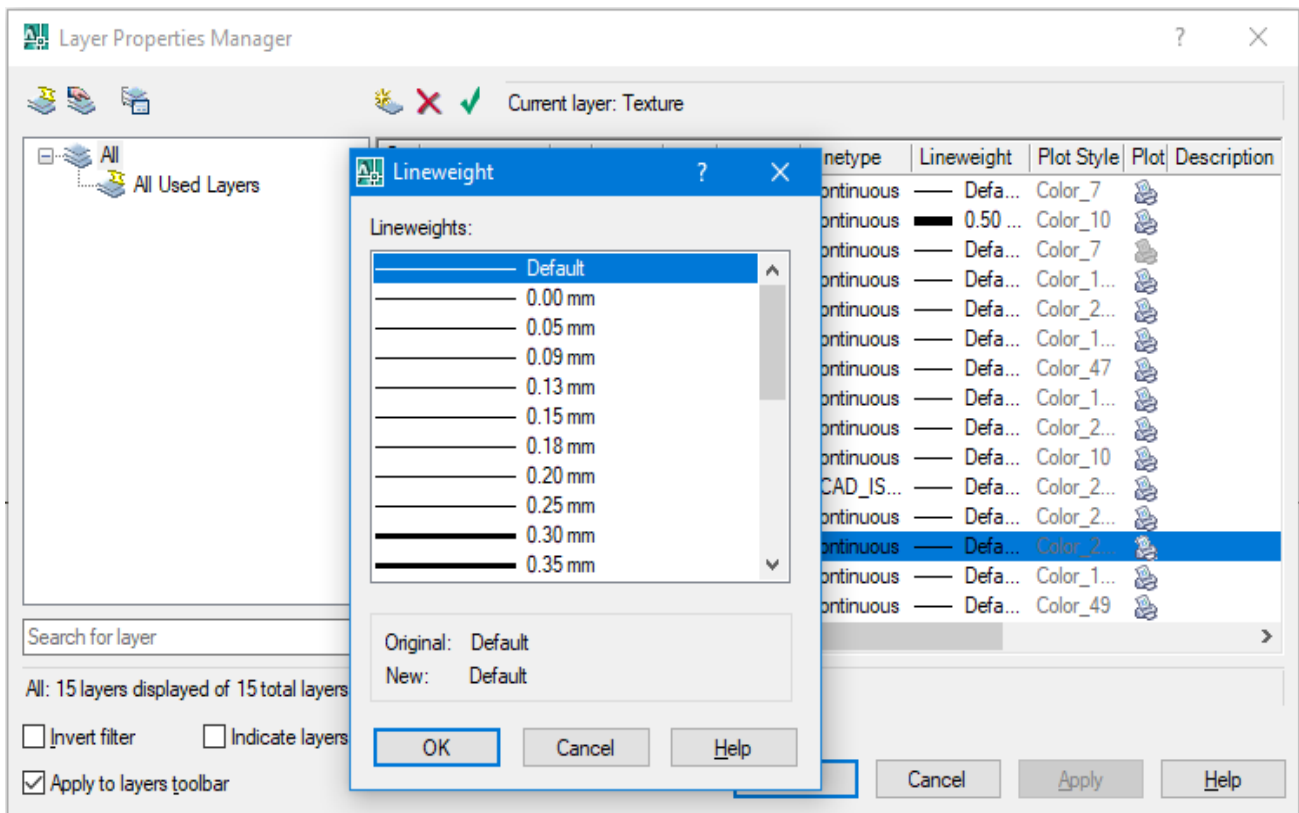 Layer Properties Manager ? ×
Current layer: Texture
All
All Used Layers
netype Lineweight Plot Style Plot Description
ontinuous Defa... Color_7
ontinuous 0.50 ... Color_10
ontinuous Defa... Color_7
ontinuous Defa... Color_1...
ontinuous Defa... Color_2...
ontinuous Defa... Color_1...
ontinuous Defa... Color_47
ontinuous Defa... Color_1...
ontinuous Defa... Color_2...
ontinuous Defa... Color_10
CAD_IS... Defa... Color_2...
ontinuous Defa... Color_2...
ontinuous Defa... Color_2...
ontinuous Defa... Color_1...
ontinuous Defa... Color_49
Lineweight ? ×
Lineweights:
Default
0.00 mm
0.05 mm
0.09 mm
0.13 mm
0.15 mm
0.18 mm
0.20 mm
0.25 mm
0.30 mm
0.35 mm
Original: Default
New: Default
OK Cancel Help
Search for layer
All: 15 layers displayed of 15 total layers
Invert filter Indicate layers
Apply to layers toolbar
Cancel Apply Help